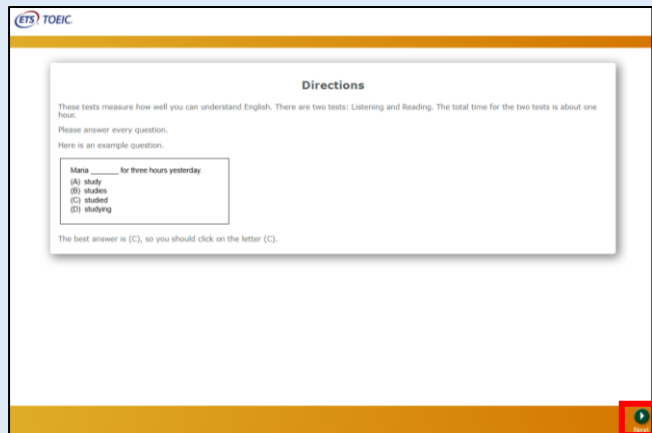 ETS TOEIC.
Directions
These tests measure how well you can understand English. There are two tests: Listening and Reading. The total time for the two tests is about one
hour.
Please answer every question.
Here is an example question.
Maria ______ for three hours yesterday.
(A) study
(B) studies
(C) studied
(D) studying
The best answer is (C), so you should click on the letter (C).
Next